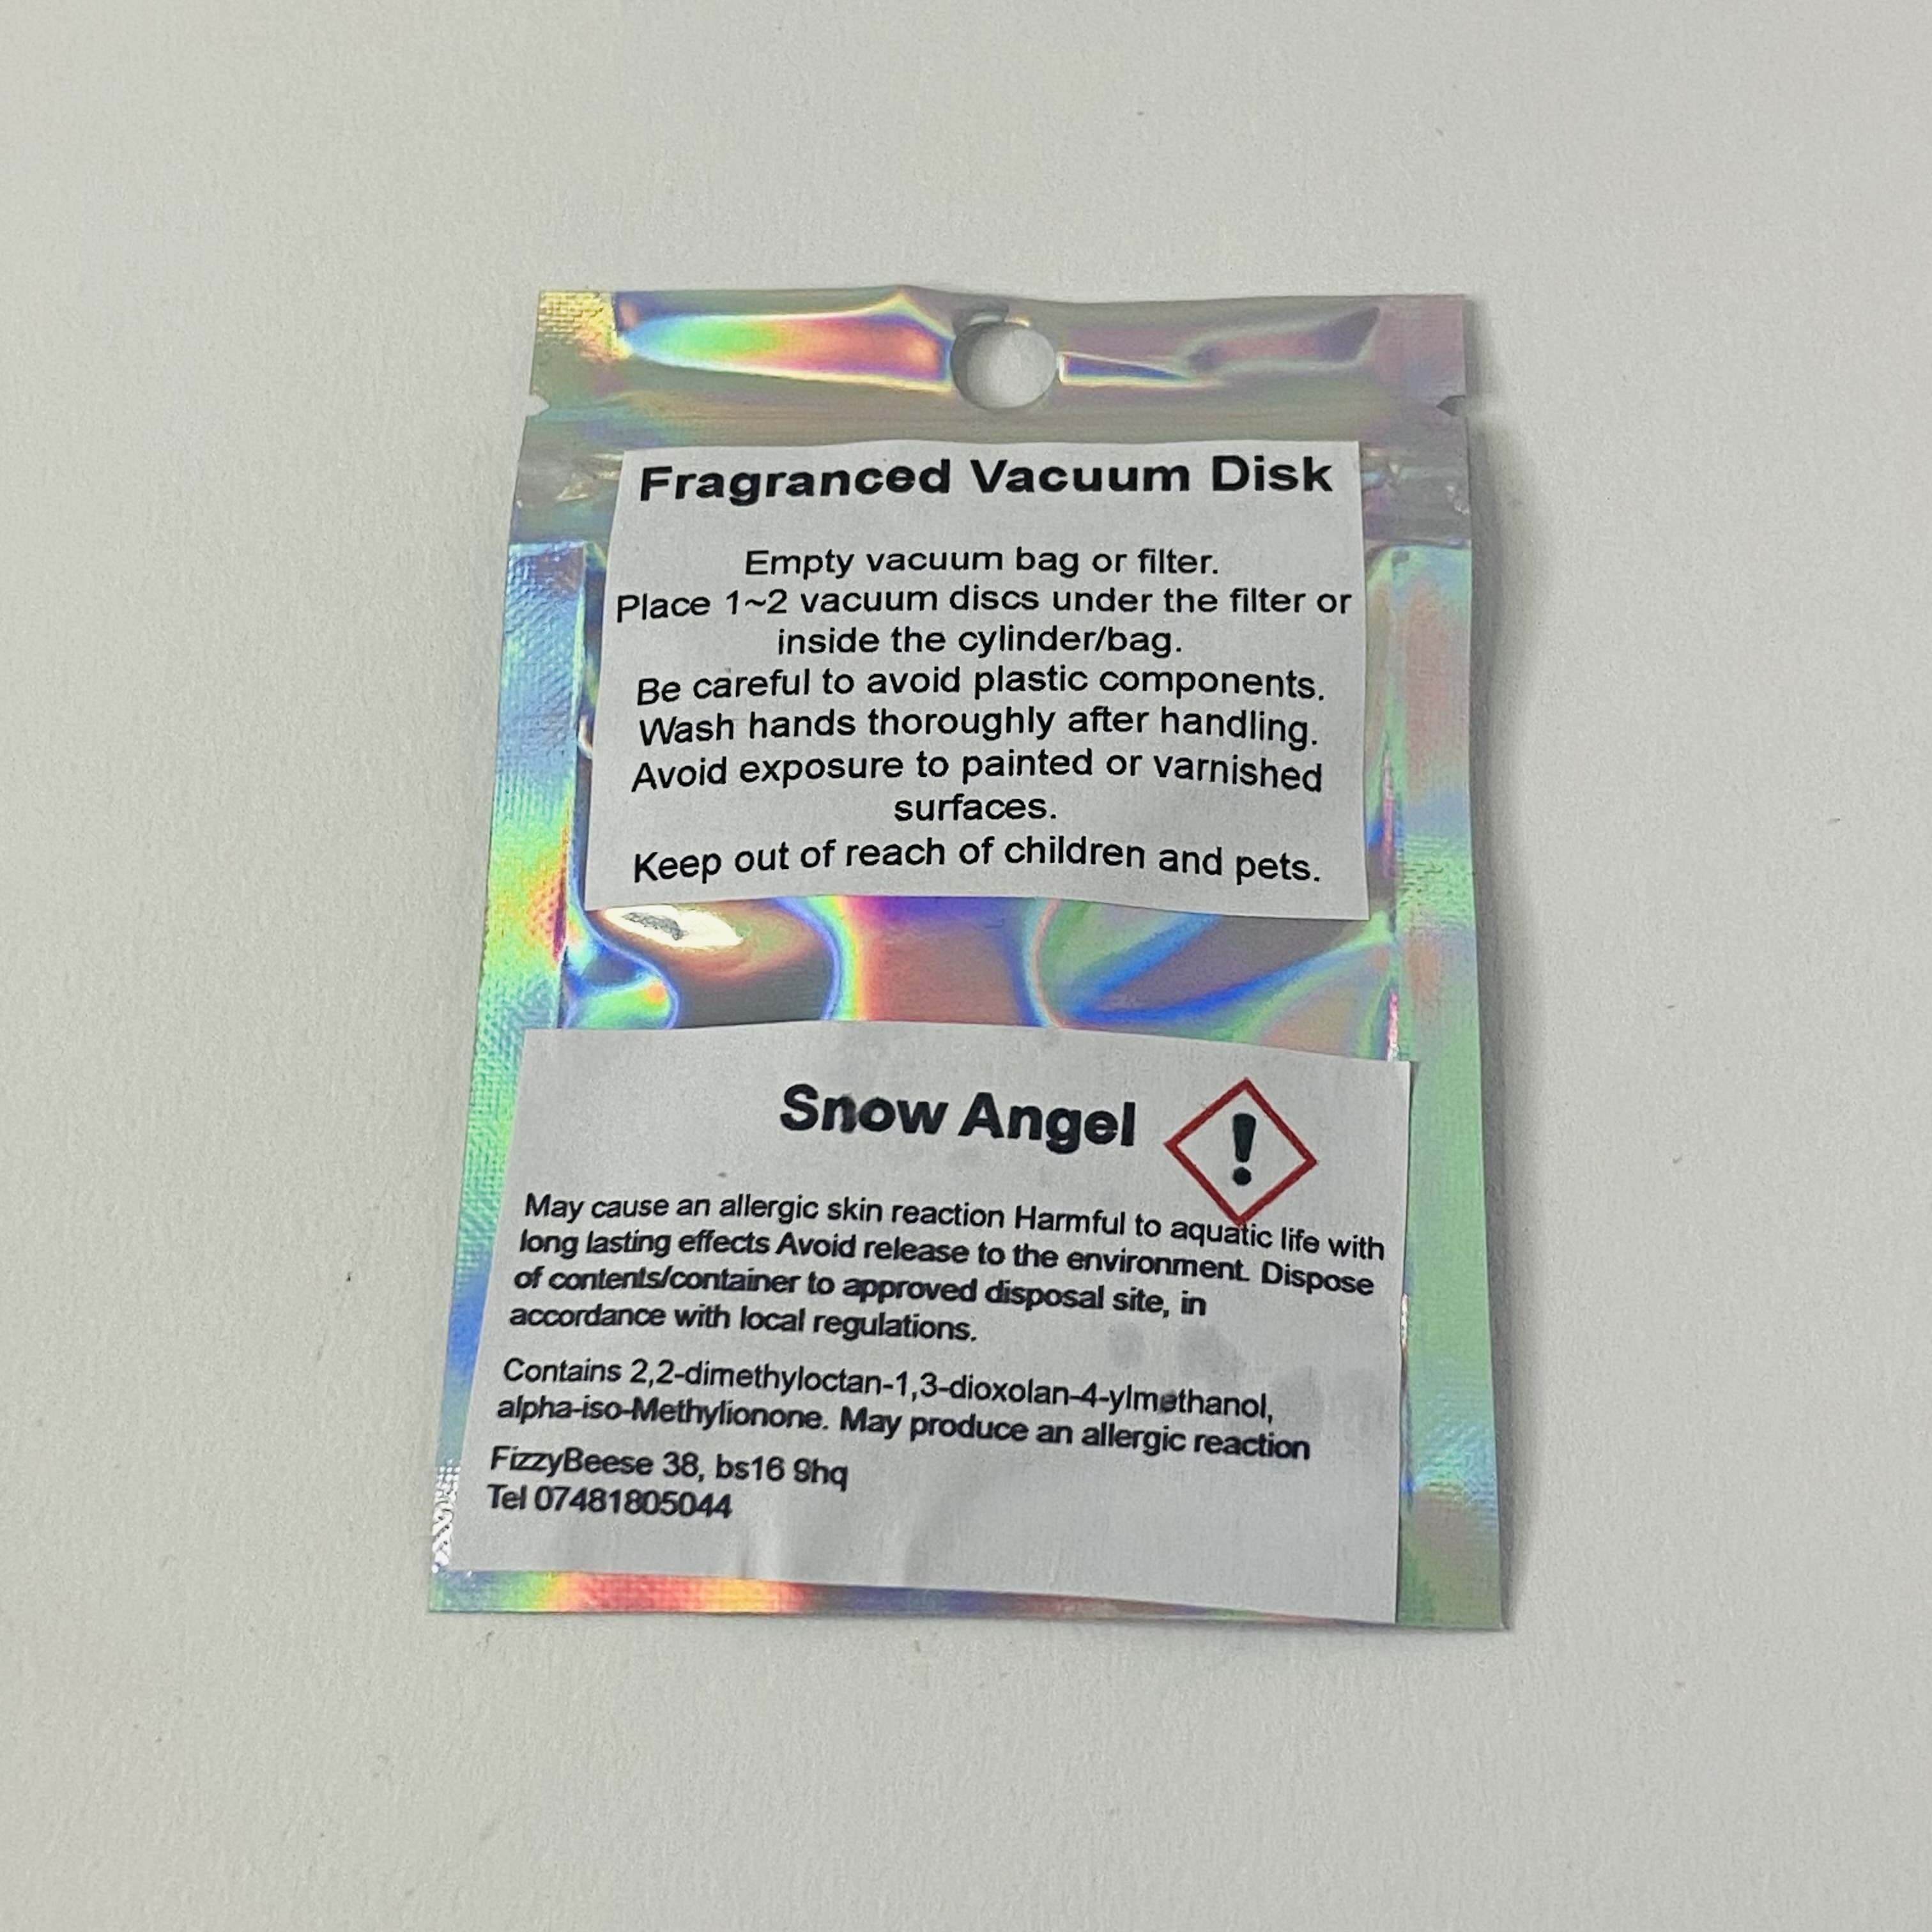 Fragranced Vacuum Disk
Empty vacuum bag or filter.
Place 1~2 vacuum discs under the filter or
inside the cylinder/bag.
Be careful to avoid plastic components.
Wash hands thoroughly after handling.
Avoid exposure to painted or varnished
surfaces.
Keep out of reach of children and pets.
Snow Angel
!
May cause an allergic skin reaction Harmful to aquatic life with
long lasting effects Avoid release to the environment. Dispose
of contents/container to approved disposal site, in
accordance with local regulations.
Contains 2,2-dimethyloctan-1,3-dioxolan-4-ylmethanol,
alpha-iso-Methylionone. May produce an allergic reaction
FizzyBeese 38, bs16 9hq
Tel 07481805044